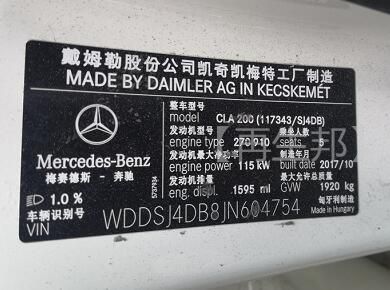 戴姆勒股份公司凯奇凯梅特工厂制造
MADE BY DAIMLER AG IN KECSKEMÉT
整车型号
model CLA 200 (117343/SJ4DB)
发动机型号 乘坐人数
engine type 270 910 seats 5
发动机最大净功率 制造年月
engine power 115 kW built date 2017/10
发动机排量 最大允许总质量
eng. displ. 1595 ml GVW 1920 kg
Mercedes-Benz
梅赛德斯 - 奔驰
1.0 %
车辆识别号
VIN WDDSJ4DB8JN604754
匈牙利制造
Made in Hungary